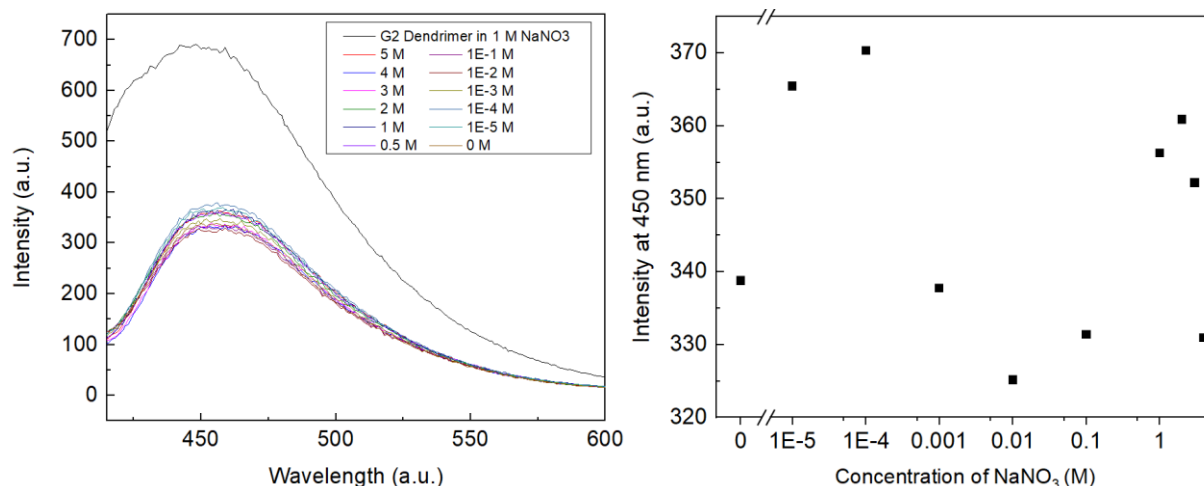 700
600
500
400
300
200
100
0
Intensity (a.u.)
G2 Dendrimer in 1 M NaNO3
5 M 1E-1 M
4 M 1E-2 M
3 M 1E-3 M
2 M 1E-4 M
1 M 1E-5 M
0.5 M 0 M
450 500 550 600
Wavelength (a.u.)
370
360
350
340
330
320
Intensity at 450 nm (a.u.)
0 1E-5 1E-4 0.001 0.01 0.1 1
Concentration of NaNO₃ (M)